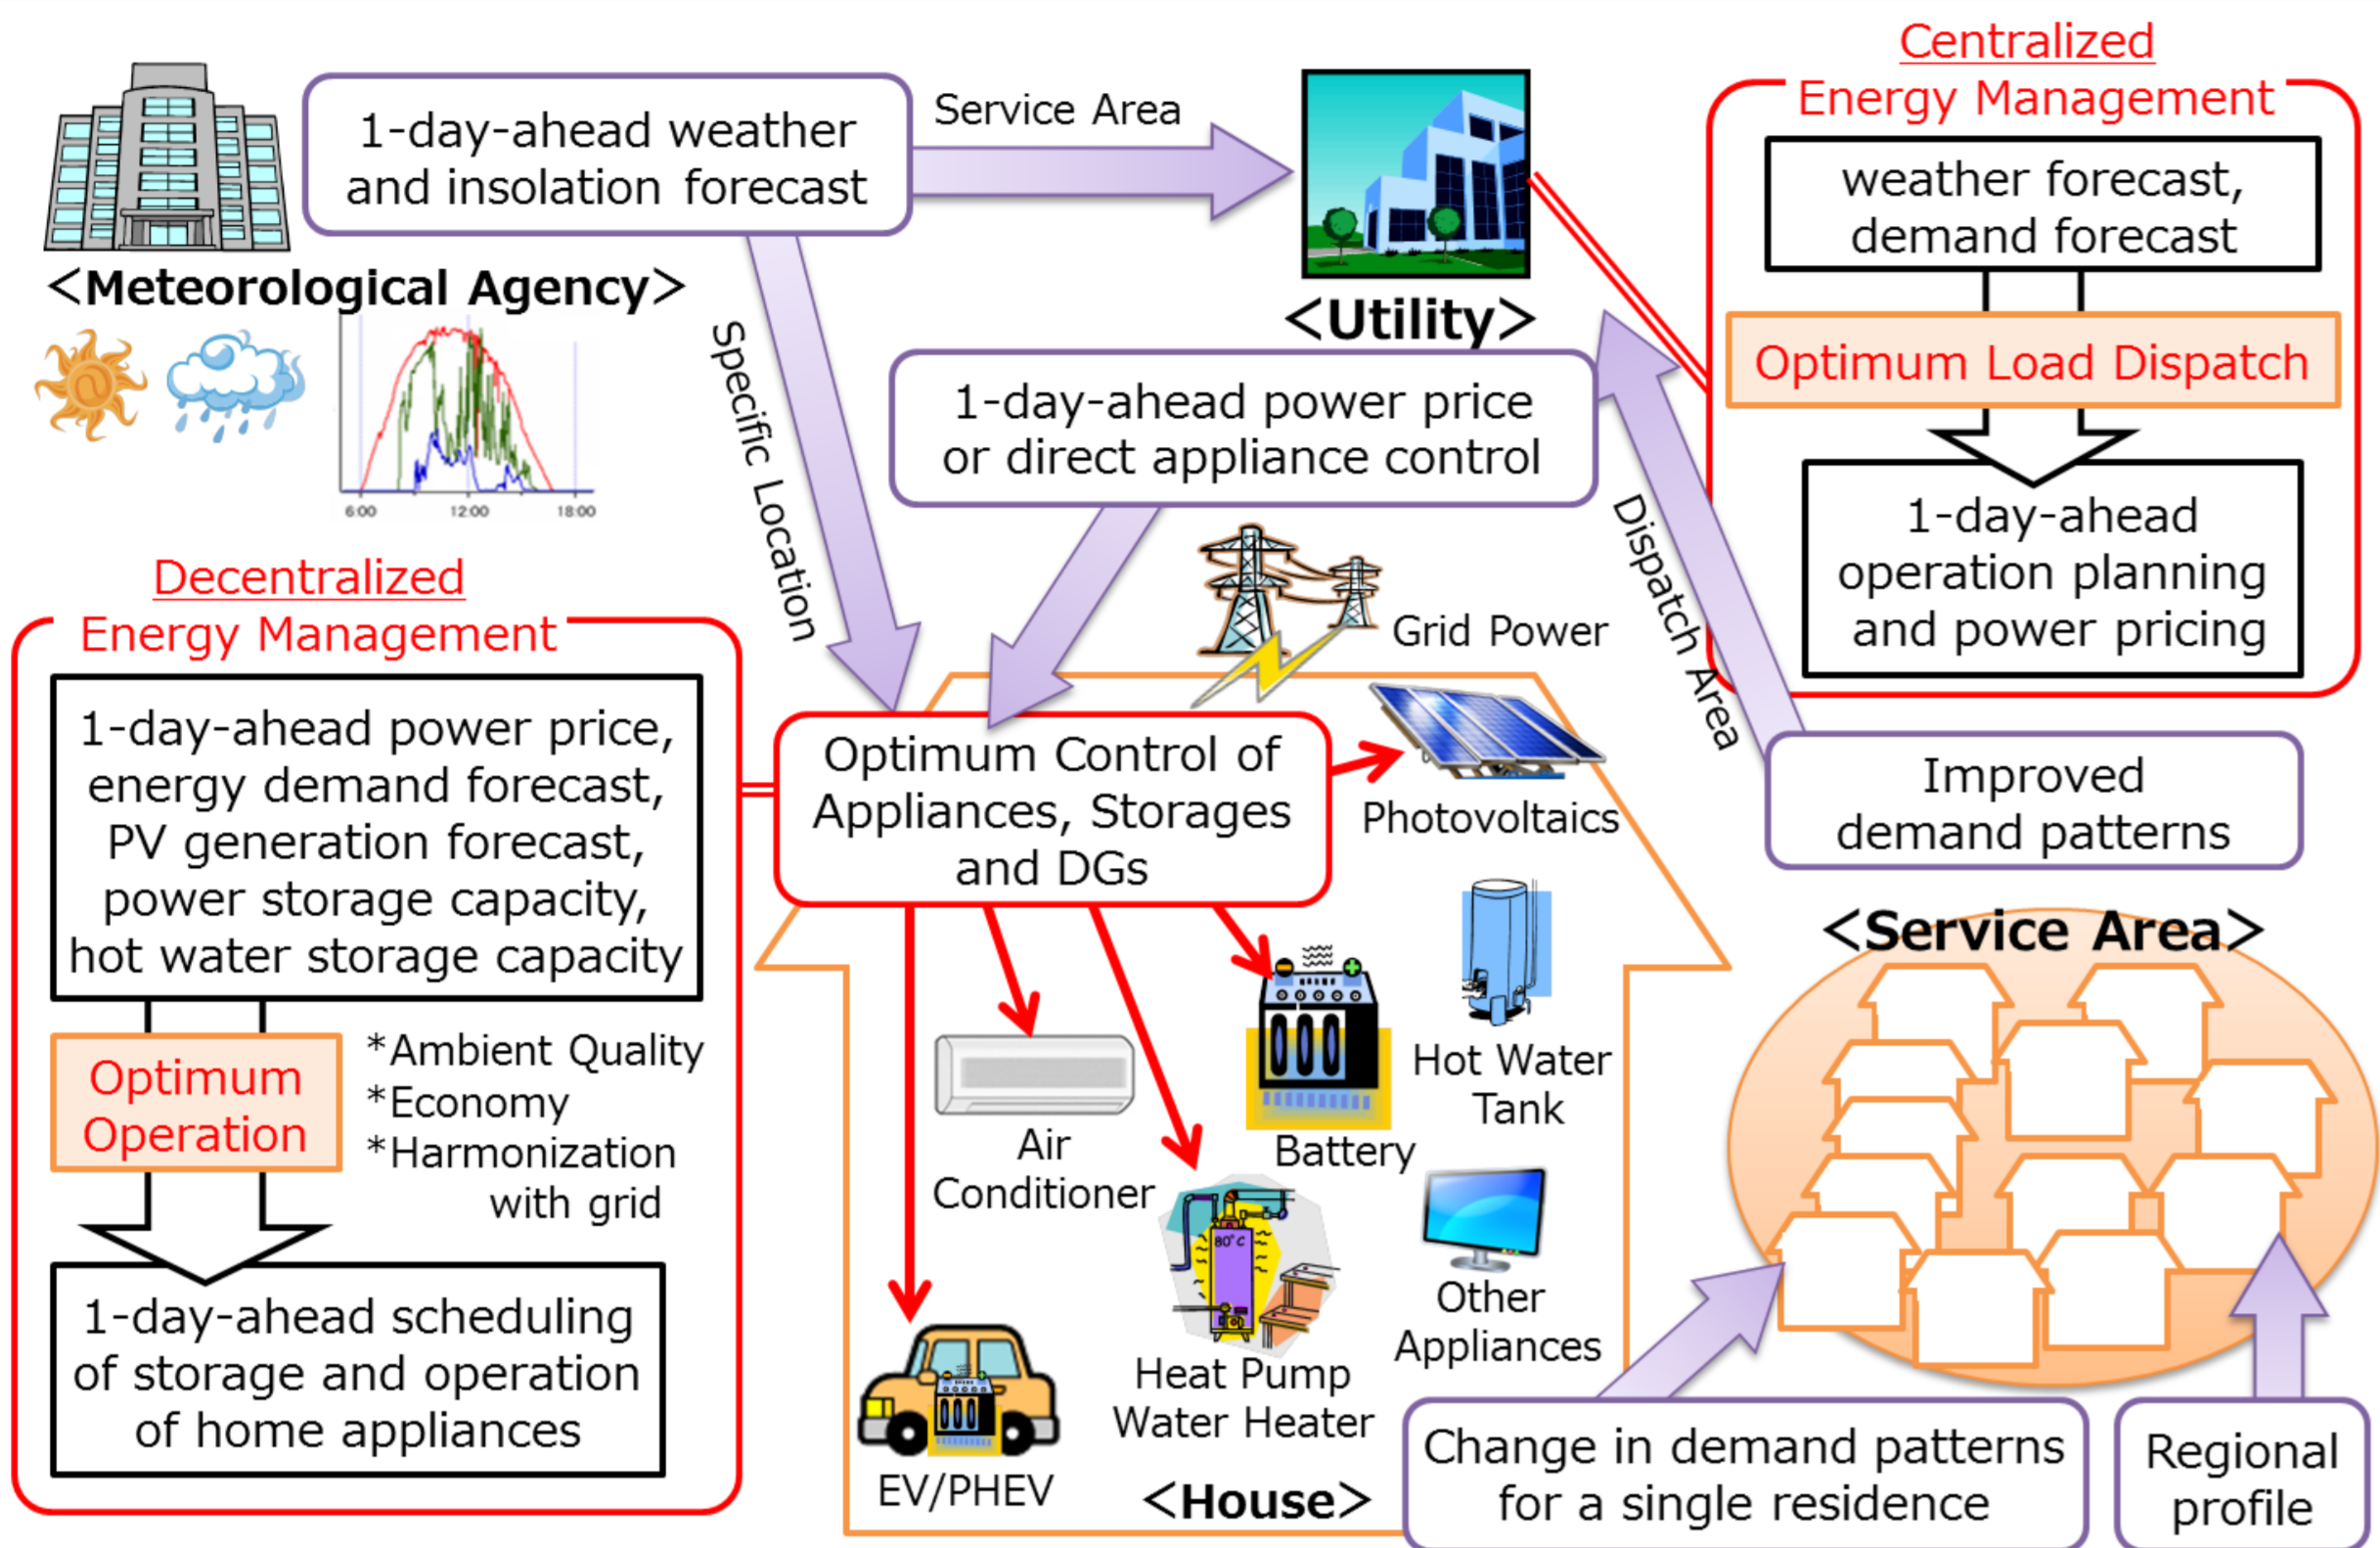 1-day-ahead weather
and insolation forecast
<Meteorological Agency>
6:00 12:00 18:00
Service Area
Specific Location
<Utility>
1-day-ahead power price
or direct appliance control
Centralized
Energy Management
weather forecast,
demand forecast
Optimum Load Dispatch
1-day-ahead
operation planning
and power pricing
Dispatch Area
Improved
demand patterns
Decentralized
Energy Management
1-day-ahead power price,
energy demand forecast,
PV generation forecast,
power storage capacity,
hot water storage capacity
Optimum
Operation
*Ambient Quality
*Economy
*Harmonization
with grid
1-day-ahead scheduling
of storage and operation
of home appliances
Grid Power
Optimum Control of
Appliances, Storages
and DGs
Photovoltaics
Hot Water
Tank
Battery
Air
Conditioner
80°C
Heat Pump
Water Heater
Other
Appliances
EV/PHEV
<House>
<Service Area>
Change in demand patterns
for a single residence
Regional
profile